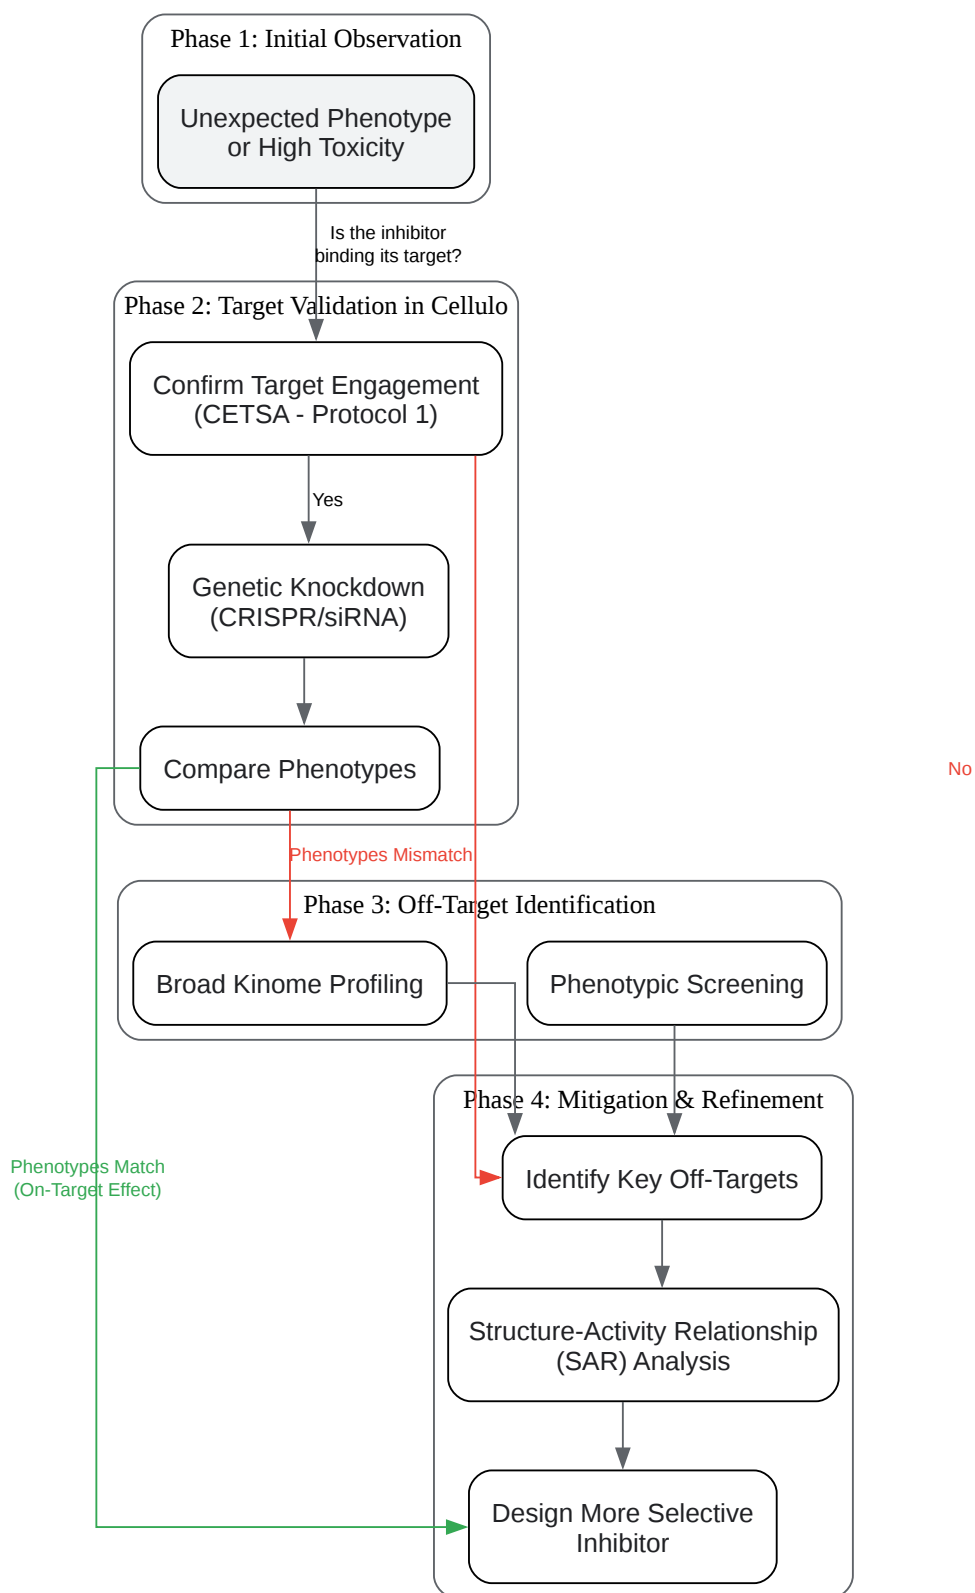 Phase 1: Initial Observation
Unexpected Phenotype
or High Toxicity
Is the inhibitor
binding its target?
Phase 2: Target Validation in Cellulo
Confirm Target Engagement
(CETSA - Protocol 1)
Yes
Genetic Knockdown
(CRISPR/siRNA)
Compare Phenotypes
No
Phenotypes Mismatch
Phase 3: Off-Target Identification
Broad Kinome Profiling
Phenotypic Screening
Phase 4: Mitigation & Refinement
Phenotypes Match
(On-Target Effect)
Identify Key Off-Targets
Structure-Activity Relationship
(SAR) Analysis
Design More Selective
Inhibitor